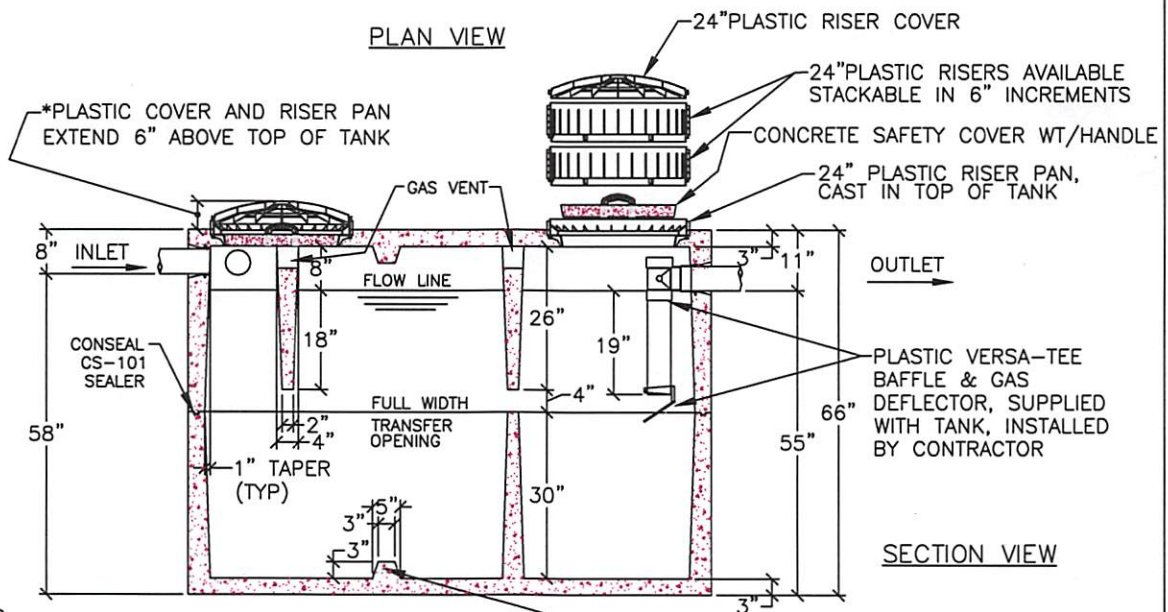 PLAN VIEW
24"PLASTIC RISER COVER
24"PLASTIC RISERS AVAILABLE
STACKABLE IN 6" INCREMENTS
*PLASTIC COVER AND RISER PAN
EXTEND 6" ABOVE TOP OF TANK
CONCRETE SAFETY COVER WT/HANDLE
24" PLASTIC RISER PAN,
CAST IN TOP OF TANK
GAS VENT
8"
INLET
8"
3"
11"
OUTLET
FLOW LINE
26"
18"
19"
CONSEAL
CS-101
SEALER
PLASTIC VERSA-TEE
BAFFLE & GAS
DEFLECTOR, SUPPLIED
WITH TANK, INSTALLED
BY CONTRACTOR
4"
FULL WIDTH
TRANSFER
OPENING
66"
58"
2"
4"
55"
1" TAPER
(TYP)
30"
5"
3"
3"
SECTION VIEW
3"